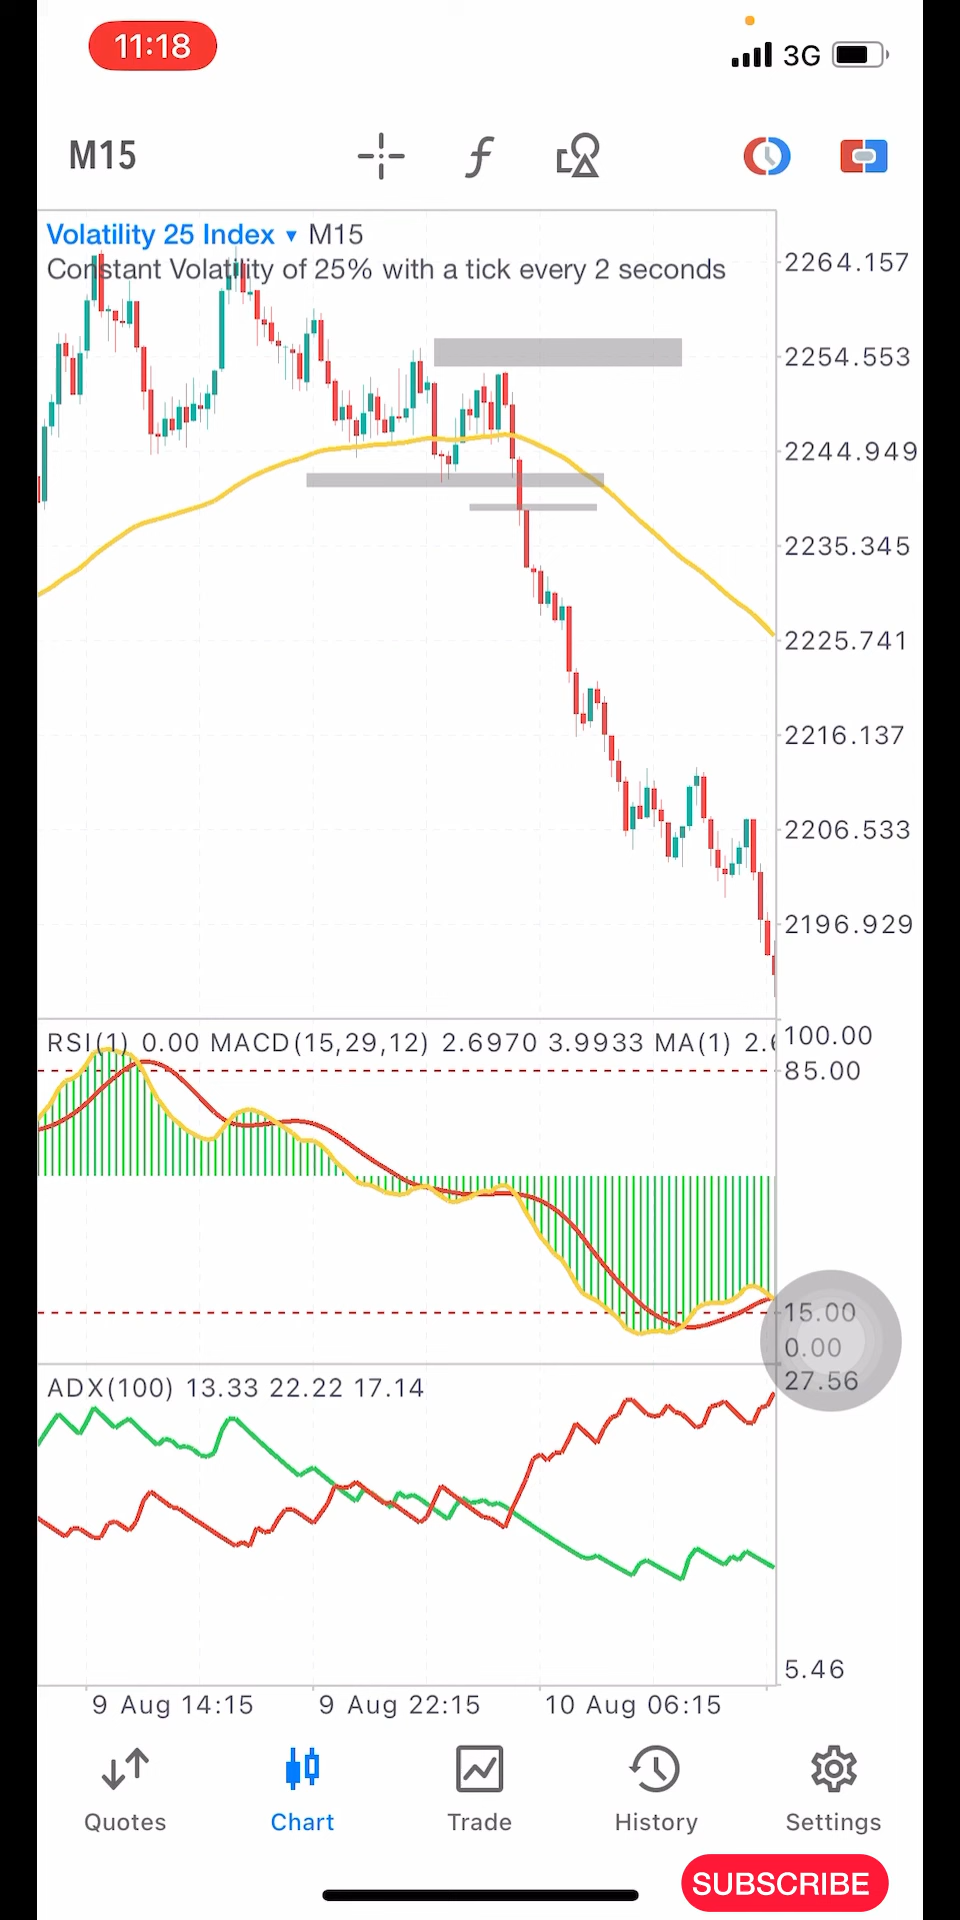 11:18
3G
M15
Volatility 25 Index ▾ M15
Constant Volatility of 25% with a tick every 2 seconds
2264.157
2254.553
2244.949
2235.345
2225.741
2216.137
2206.533
2196.929
RSI(1) 0.00 MACD(15,29,12) 2.6970 3.9933 MA(1) 2.6
100.00
85.00
15.00
0.00
ADX(100) 13.33 22.22 17.14
27.56
5.46
9 Aug 14:15
9 Aug 22:15
10 Aug 06:15
Quotes
Chart
Trade
History
Settings
SUBSCRIBE